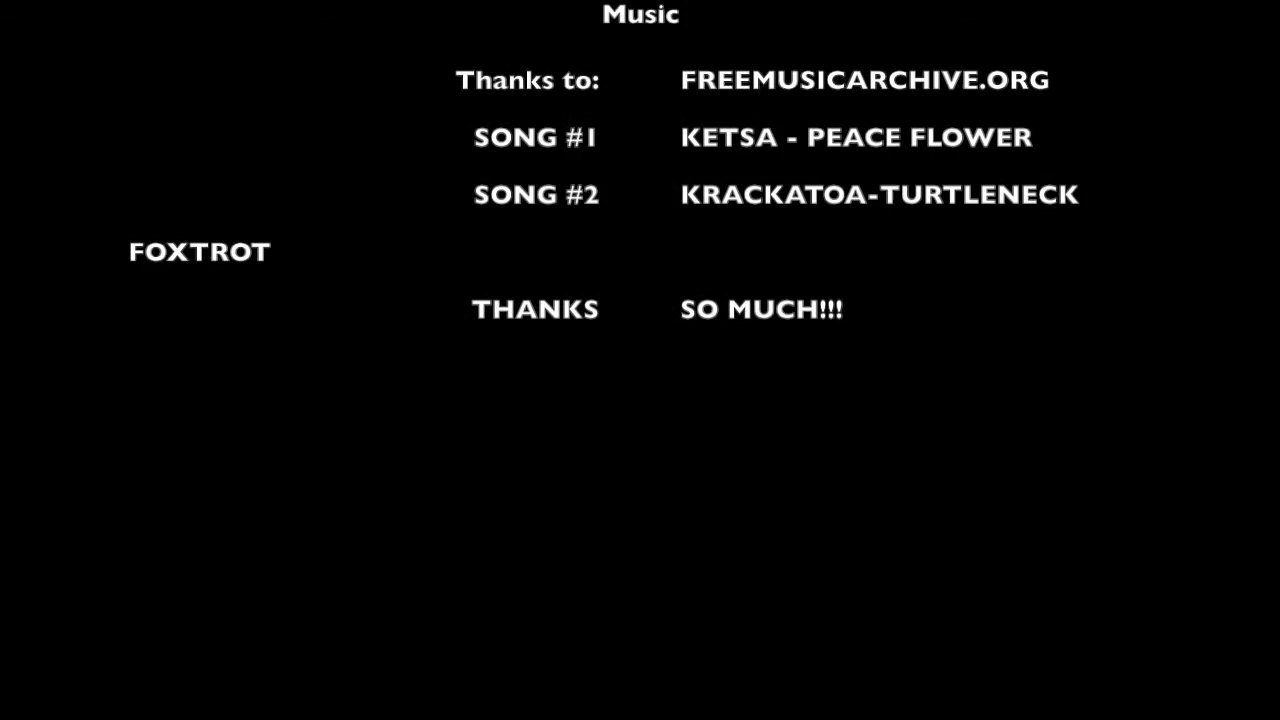 Music
Thanks to: FREEMUSICARCHIVE.ORG
SONG #1 KETSA - PEACE FLOWER
SONG #2 KRACKATOA-TURTLENECK
FOXTROT
THANKS SO MUCH!!!